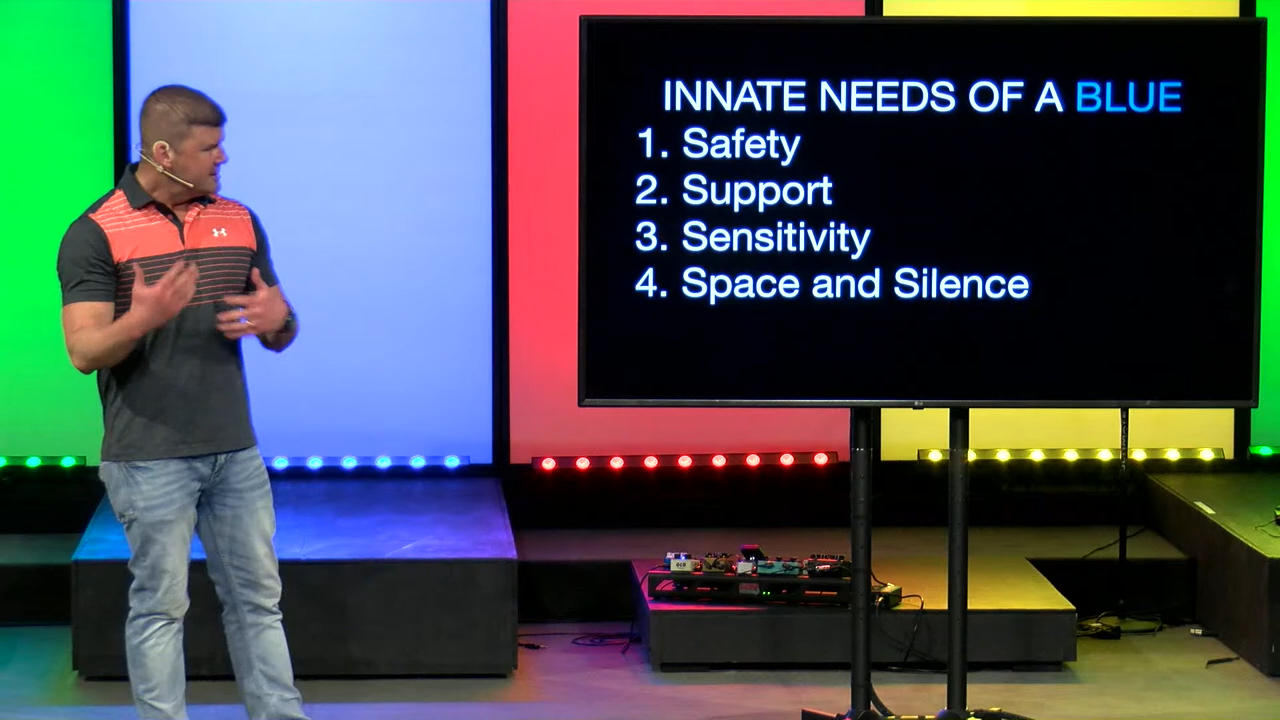 INNATE NEEDS OF A BLUE
1. Safety
2. Support
3. Sensitivity
4. Space and Silence